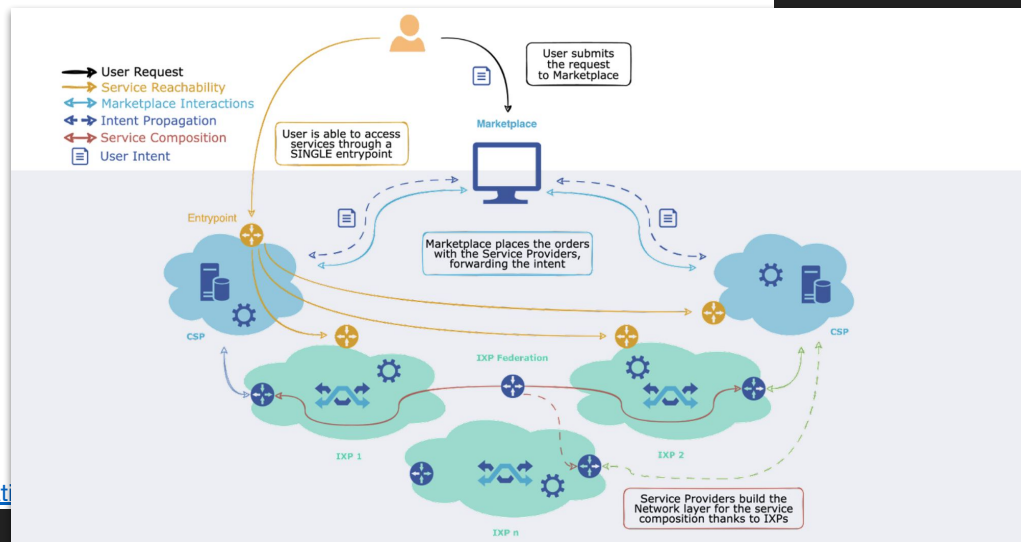 User submits
the request
to Marketplace
User Request
Service Reachability
Marketplace Interactions
Intent Propagation
Service Composition
User Intent
Marketplace
User is able to access
services through a
SINGLE entrypoint
Entrypoint
Marketplace places the orders
with the Service Providers,
forwarding the intent
CSP
CSP
IXP Federation
IXP 1
IXP 2
ti
Service Providers build the
Network layer for the service
composition thanks to IXPs
IXP n